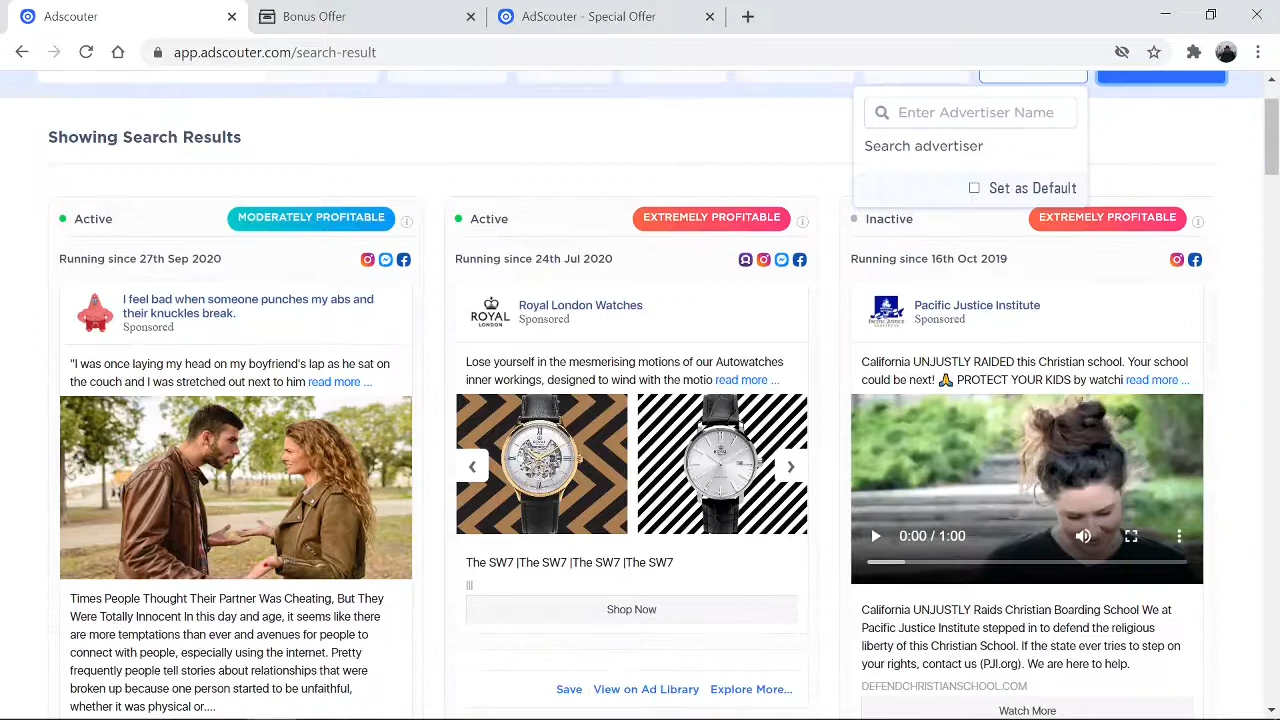 Adscouter
Bonus Offer
AdScouter - Special Offer
app.adscouter.com/search-result
Enter Advertiser Name
Search advertiser
Set as Default
Showing Search Results
Active
MODERATELY PROFITABLE
Running since 27th Sep 2020
I feel bad when someone punches my abs and
their knuckles break.
Sponsored
"I was once laying my head on my boyfriend's lap as he sat on
the couch and I was stretched out next to him read more ...
Times People Thought Their Partner Was Cheating, But They
Were Totally Innocent In this day and age, it seems like there
are more temptations than ever and avenues for people to
connect with people, especially using the internet. Pretty
frequently people tell stories about relationships that were
broken up because one person started to be unfaithful,
whether it was physical or....
Active
EXTREMELY PROFITABLE
Running since 24th Jul 2020
ROYAL
LONDON
Royal London Watches
Sponsored
Lose yourself in the mesmerising motions of our Autowatches
inner workings, designed to wind with the motio read more ...
The SW7 |The SW7 |The SW7 |The SW7
|||
Shop Now
Save View on Ad Library Explore More...
Inactive
EXTREMELY PROFITABLE
Running since 16th Oct 2019
Pacific Justice Institute
Sponsored
California UNJUSTLY RAIDED this Christian school. Your school
could be next! 🙏 PROTECT YOUR KIDS by watchi read more ...
0:00 / 1:00
California UNJUSTLY Raids Christian Boarding School We at
Pacific Justice Institute stepped in to defend the religious
liberty of this Christian School. If the state ever tries to step on
your rights, contact us (PJI.org). We are here to help.
DEFENDCHRISTIANSCHOOL.COM
Watch More